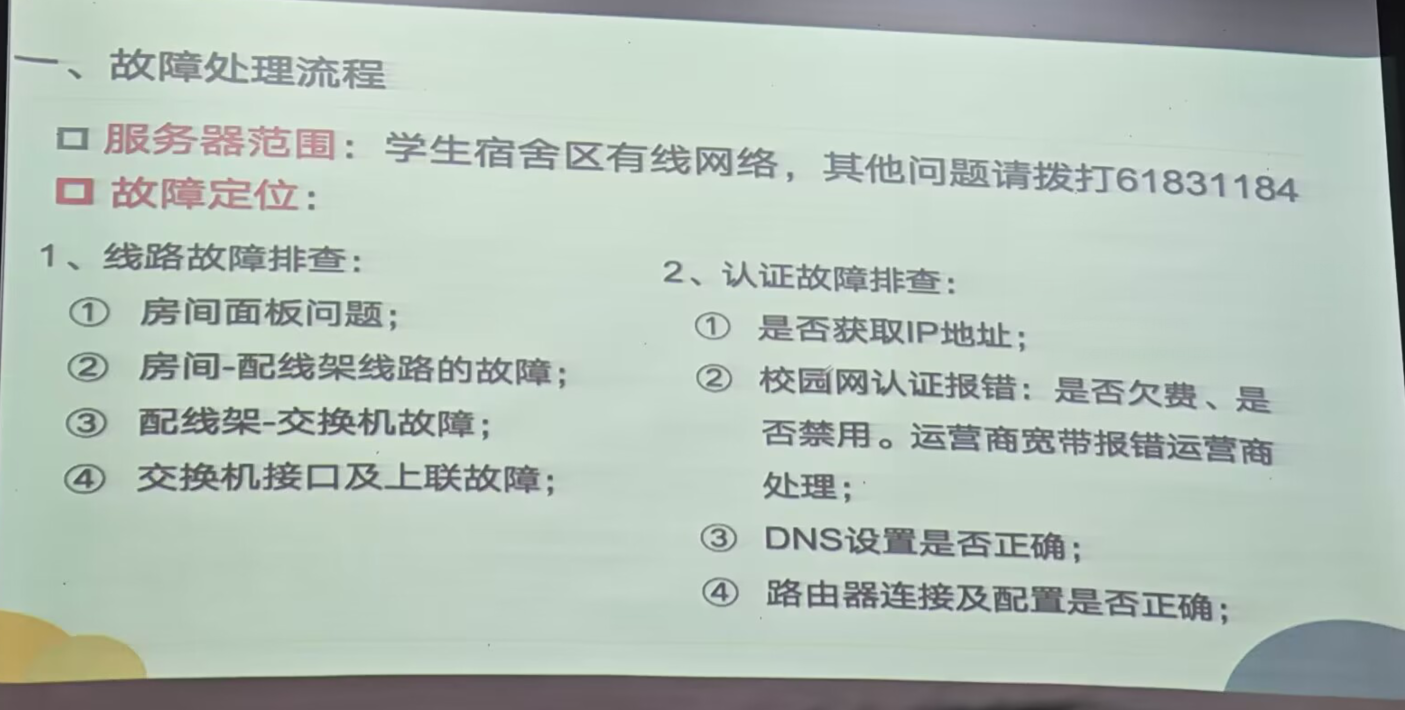 一、故障处理流程
服务器范围：学生宿舍区有线网络，其他问题请拨打61831184
故障定位：
1、线路故障排查：
① 房间面板问题；
② 房间-配线架线路的故障；
③ 配线架-交换机故障；
④ 交换机接口及上联故障；
2、认证故障排查：
① 是否获取IP地址；
② 校园网认证报错：是否欠费、是
否禁用。运营商宽带报错运营商
处理；
③ DNS设置是否正确；
④ 路由器连接及配置是否正确；